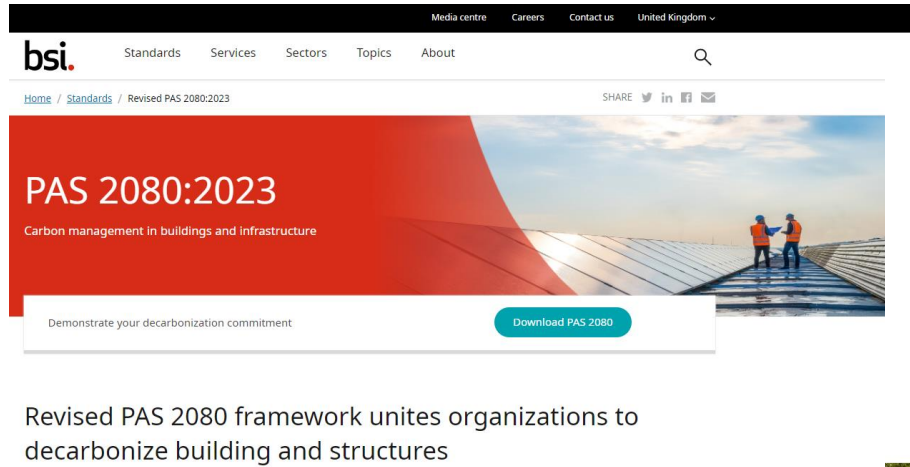 Media centre Careers Contact us United Kingdom
bsi. Standards Services Sectors Topics About
Home / Standards / Revised PAS 2080:2023 SHARE
PAS 2080:2023
Carbon management in buildings and infrastructure
Demonstrate your decarbonization commitment Download PAS 2080
Revised PAS 2080 framework unites organizations to
decarbonize building and structures